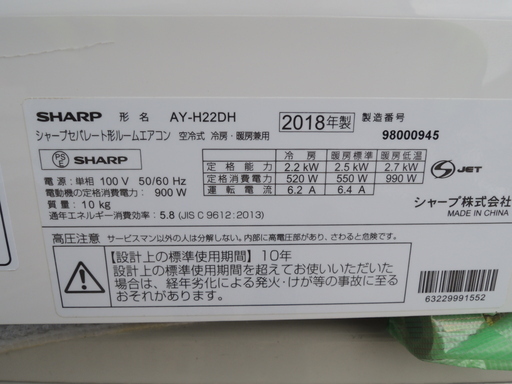 SHARP 形名 AY-H22DH 2018年製 製造番号
シャープセパレート形ルームエアコン 空冷式 冷房・暖房兼用 98000945
PS E SHARP
冷房 暖房標準 暖房低温
定格能力 2.2 kW 2.5 kW 2.7 kW
定格消費電力 520 W 550 W 990 W
運転電流 6.2 A 6.4 A
S JET
電源:単相 100 V 50/60 Hz
電動機の定格消費電力: 900 W
質量:10 kg
通年エネルギー消費効率:5.8 (JIS C 9612:2013)
シャープ株式会社
MADE IN CHINA
高圧注意 サービスマン以外の人は分解しない。内部に高電圧部があり、さわると危険です。
【設計上の標準使用期間】10年
設計上の標準使用期間を超えてお使いいただいた
場合は、経年劣化による発火・けが等の事故に至る
おそれがあります。
63229991552